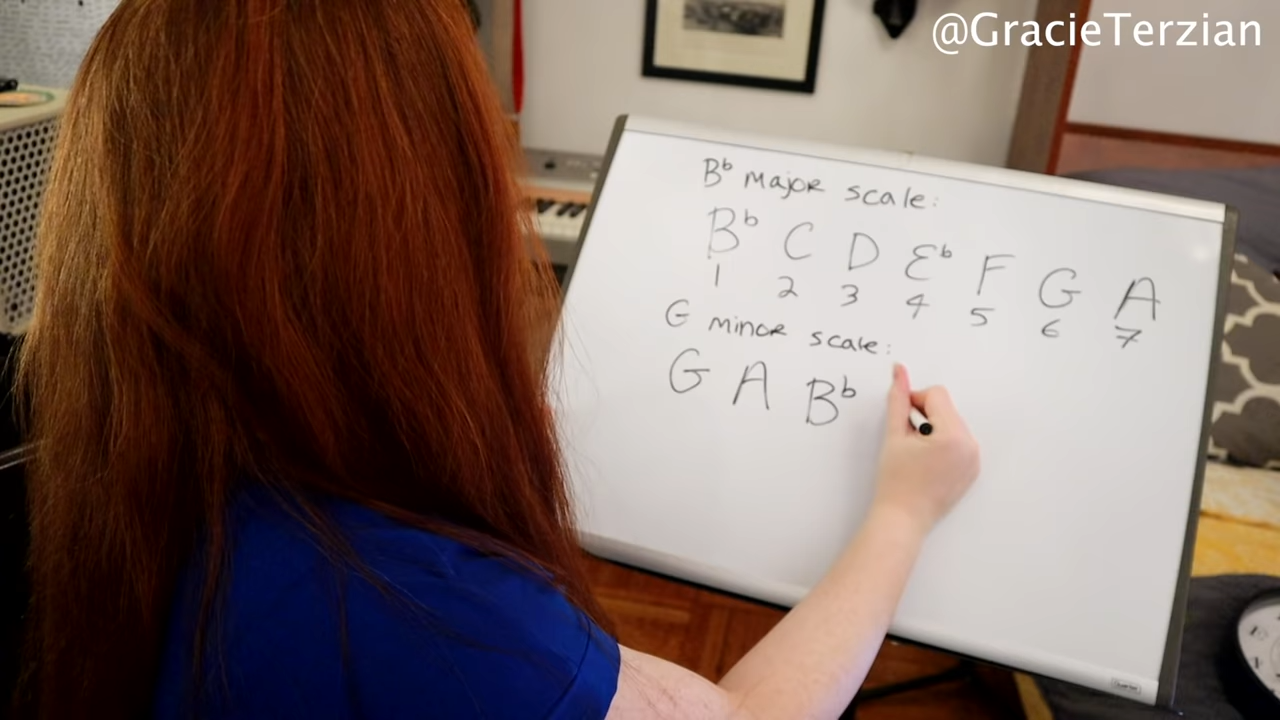 @GracieTerzian
B♭ major scale:
B♭ C D E♭ F G A
1 2 3 4 5 6 7
G minor scale:
G A B♭